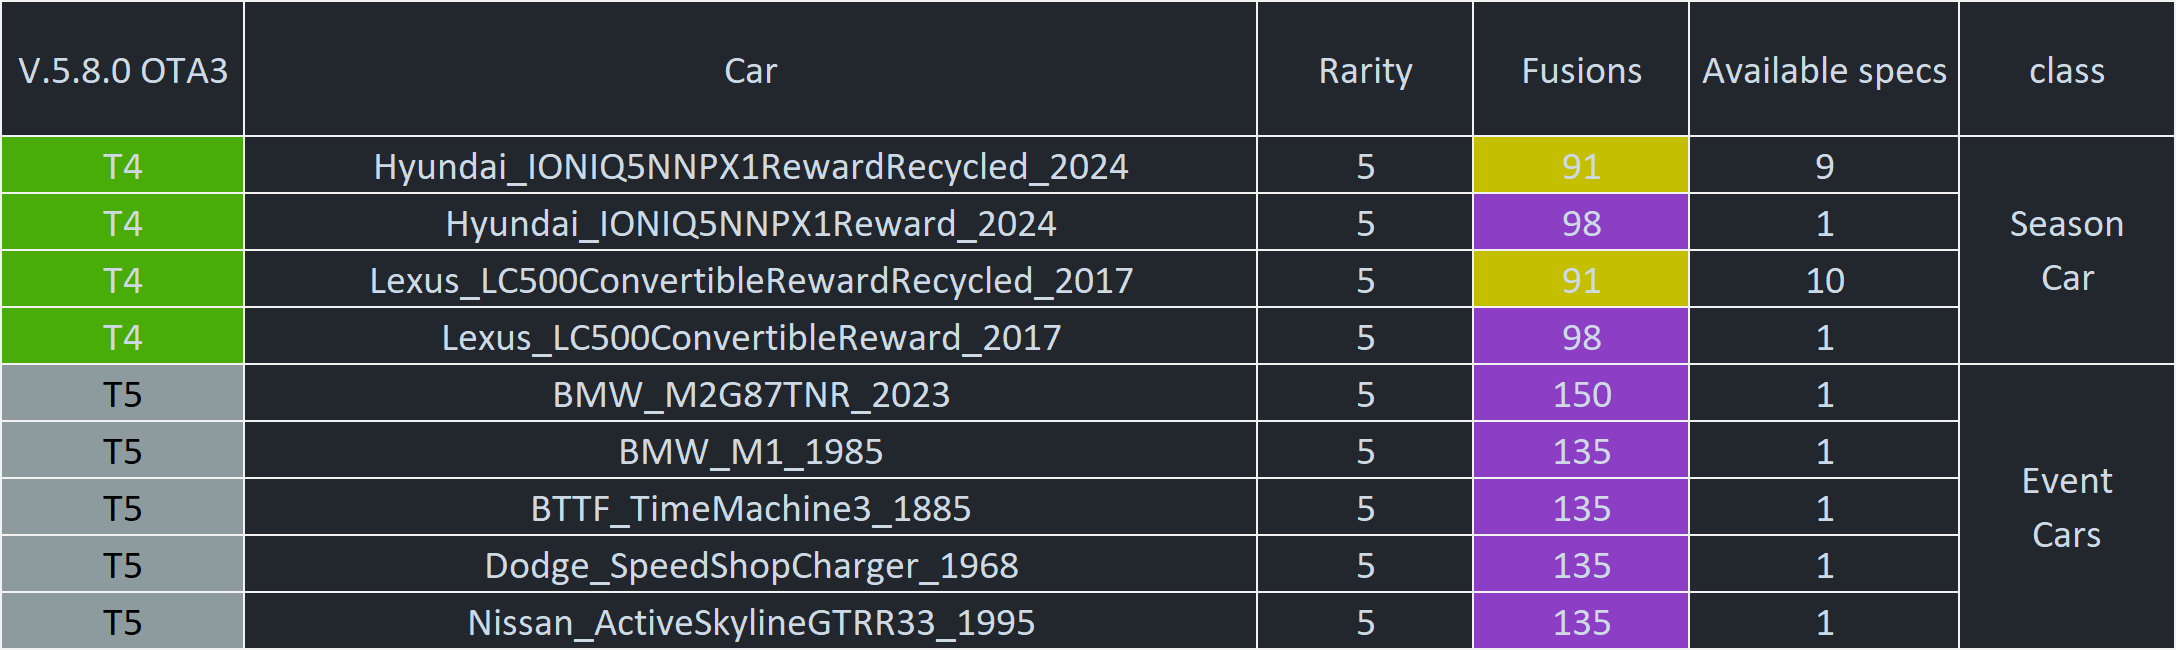 V.5.8.0 OTA3 Car Rarity Fusions Available specs class
T4 Hyundai_IONIQ5NNPX1RewardRecycled_2024 5 91 9
T4 Hyundai_IONIQ5NNPX1Reward_2024 5 98 1
Season
Car
T4 Lexus_LC500ConvertibleRewardRecycled_2017 5 91 10
T4 Lexus_LC500ConvertibleReward_2017 5 98 1
T5 BMW_M2G87TNR_2023 5 150 1
T5 BMW_M1_1985 5 135 1
T5 BTTF_TimeMachine3_1885 5 135 1
Event
Cars
T5 Dodge_SpeedShopCharger_1968 5 135 1
T5 Nissan_ActiveSkylineGTRR33_1995 5 135 1